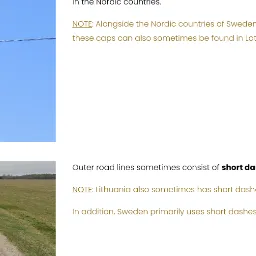 in the Nordic countries.
NOTE: Alongside the Nordic countries of Sweden
these caps can also sometimes be found in Lat
Outer road lines sometimes consist of short da
NOTE: Lithuania also sometimes has short dash
In addition, Sweden primarily uses short dashes